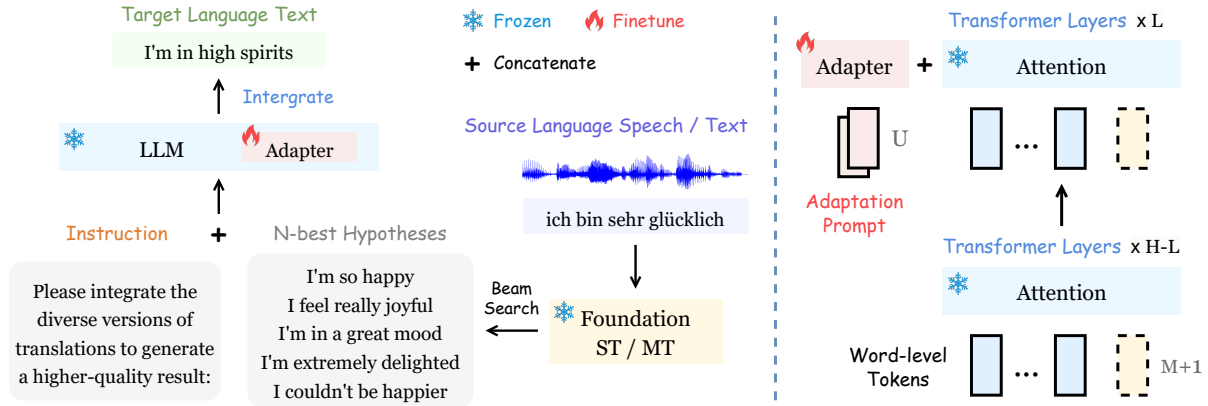 Target Language Text
I'm in high spirits
Intergrate
LLM
Adapter
Instruction
+
N-best Hypotheses
Please integrate the
diverse versions of
translations to generate
a higher-quality result:
I'm so happy
I feel really joyful
I'm in a great mood
I'm extremely delighted
I couldn't be happier
Frozen
Finetune
+ Concatenate
Source Language Speech / Text
ich bin sehr glücklich
Beam
Search
Foundation
ST / MT
Transformer Layers x L
Adapter
+
Attention
U
...
Adaptation
Prompt
Transformer Layers x H-L
Attention
Word-level
Tokens
...
M+1